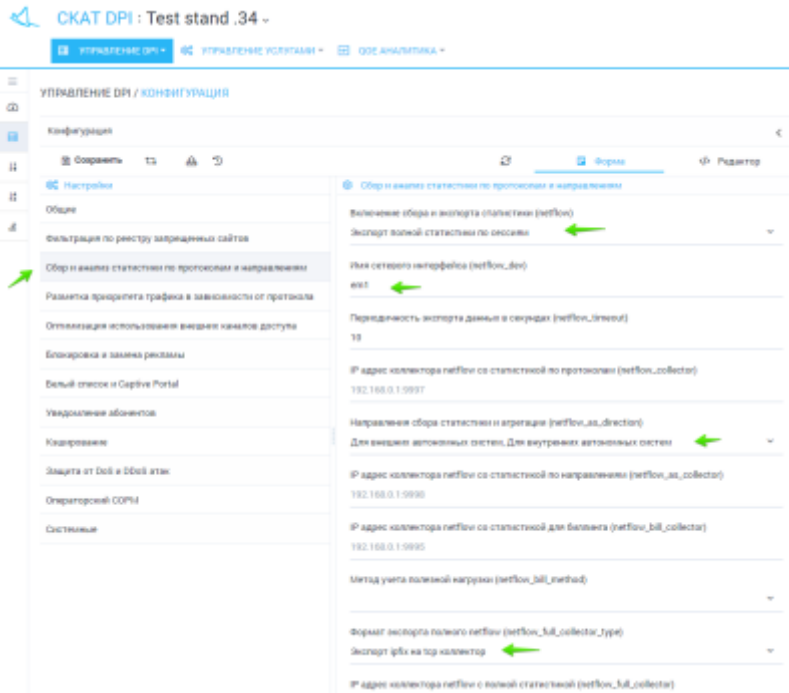 СКАТ DPI : Test stand .34
УПРАВЛЕНИЕ DPI
УПРАВЛЕНИЕ УСЛУГАМИ
QOE АНАЛИТИКА
УПРАВЛЕНИЕ DPI / КОНФИГУРАЦИЯ
Конфигурация
Сохранить
Форма
Редактор
Настройки
Общие
Фильтрация по реестру запрещенных сайтов
Сбор и анализ статистики по протоколам и направлениям
Разметка приоритета трафика в зависимости от протокола
Оптимизация использования внешних каналов доступа
Блокировка и замена рекламы
Белый список и Captive Portal
Уведомление абонентов
Кэширование
Защита от DoS и DDoS атак
Операторский СОРМ
Системные
Сбор и анализ статистики по протоколам и направлениям
Включение сбора и экспорта статистики (netflow)
Экспорт полной статистики по сессиям
Имя сетевого интерфейса (netflow_dev)
em1
Периодичность экспорта данных в секундах (netflow_timeout)
10
IP адрес коллектора netflow со статистикой по протоколам (netflow_collector)
192.168.0.1:9997
Направления сбора статистики и агрегации (netflow_as_direction)
Для внешних автономных систем, Для внутренних автономных систем
IP адрес коллектора netflow со статистикой по направлениям (netflow_as_collector)
192.168.0.1:9998
IP адрес коллектора netflow со статистикой для биллинга (netflow_bill_collector)
192.168.0.1:9995
Метод учета полезной нагрузки (netflow_bill_method)
Формат экспорта полного netflow (netflow_full_collector_type)
Экспорт ipfix на tcp коллектор
IP адрес коллектора netflow с полной статистикой (netflow_full_collector)